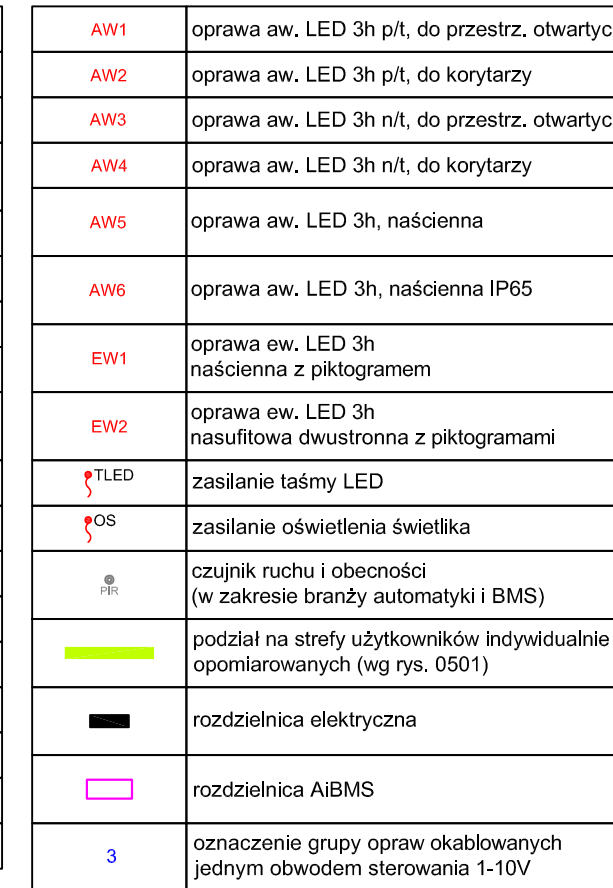 AW1 oprawa aw. LED 3h p/t, do przestrz. otwartyc
AW2 oprawa aw. LED 3h p/t, do korytarzy
AW3 oprawa aw. LED 3h n/t, do przestrz. otwartyc
AW4 oprawa aw. LED 3h n/t, do korytarzy
AW5 oprawa aw. LED 3h, naścienna
AW6 oprawa aw. LED 3h, naścienna IP65
EW1 oprawa ew. LED 3h
naścienna z piktogramem
EW2 oprawa ew. LED 3h
nasufitowa dwustronna z piktogramami
TLED zasilanie taśmy LED
OS zasilanie oświetlenia świetlika
PIR czujnik ruchu i obecności
(w zakresie branży automatyki i BMS)
podział na strefy użytkowników indywidualnie
opomiarowanych (wg rys. 0501)
rozdzielnica elektryczna
rozdzielnica AiBMS
3 oznaczenie grupy opraw okablowanych
jednym obwodem sterowania 1-10V